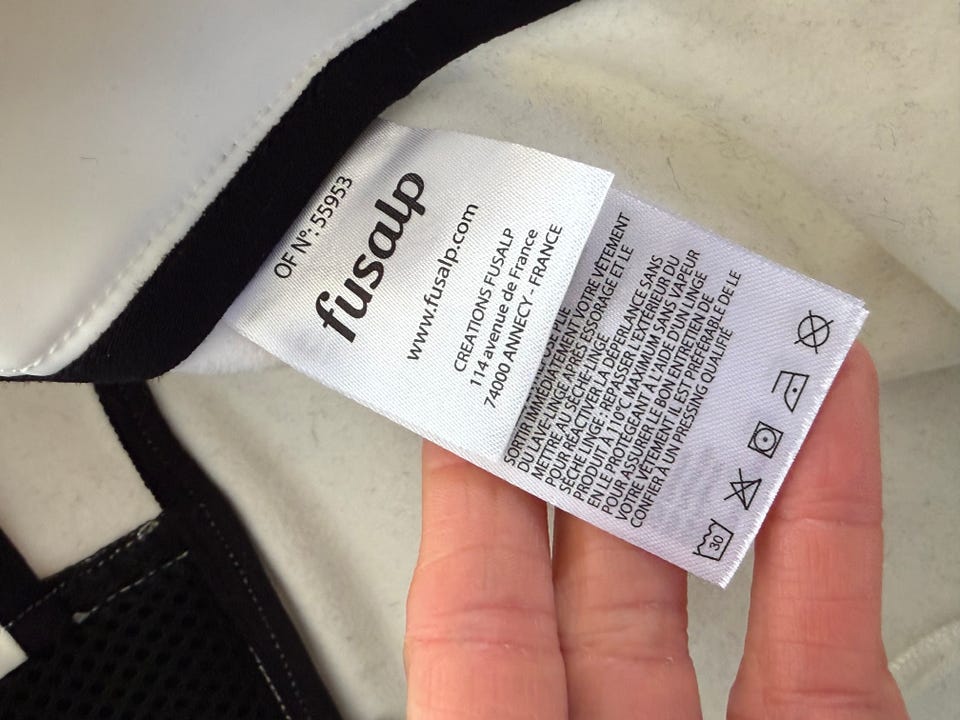 OF N°: 55953
fusalp
www.fusalp.com
CREATIONS FUSALP
114 avenue de France
74000 ANNECY - FRANCE
SORTIR IMMÉDIATEMENT VOTRE VÊTEMENT
DU LAVE LINGE APRÈS ESSORAGE ET LE
METTRE AU SÈCHE LINGE
POUR RÉACTIVER LA DÉPERLANCE SANS
SÈCHE LINGE : REPASSER L'EXTÉRIEUR DU
PRODUIT À 110°C MAXIMUM SANS VAPEUR
EN LE PROTÉGEANT À L'AIDE D'UN LINGE
POUR ASSURER LE BON ENTRETIEN DE
VOTRE VÊTEMENT IL EST PREFERABLE DE LE
CONFIER À UN PRESSING QUALIFIÉ
30